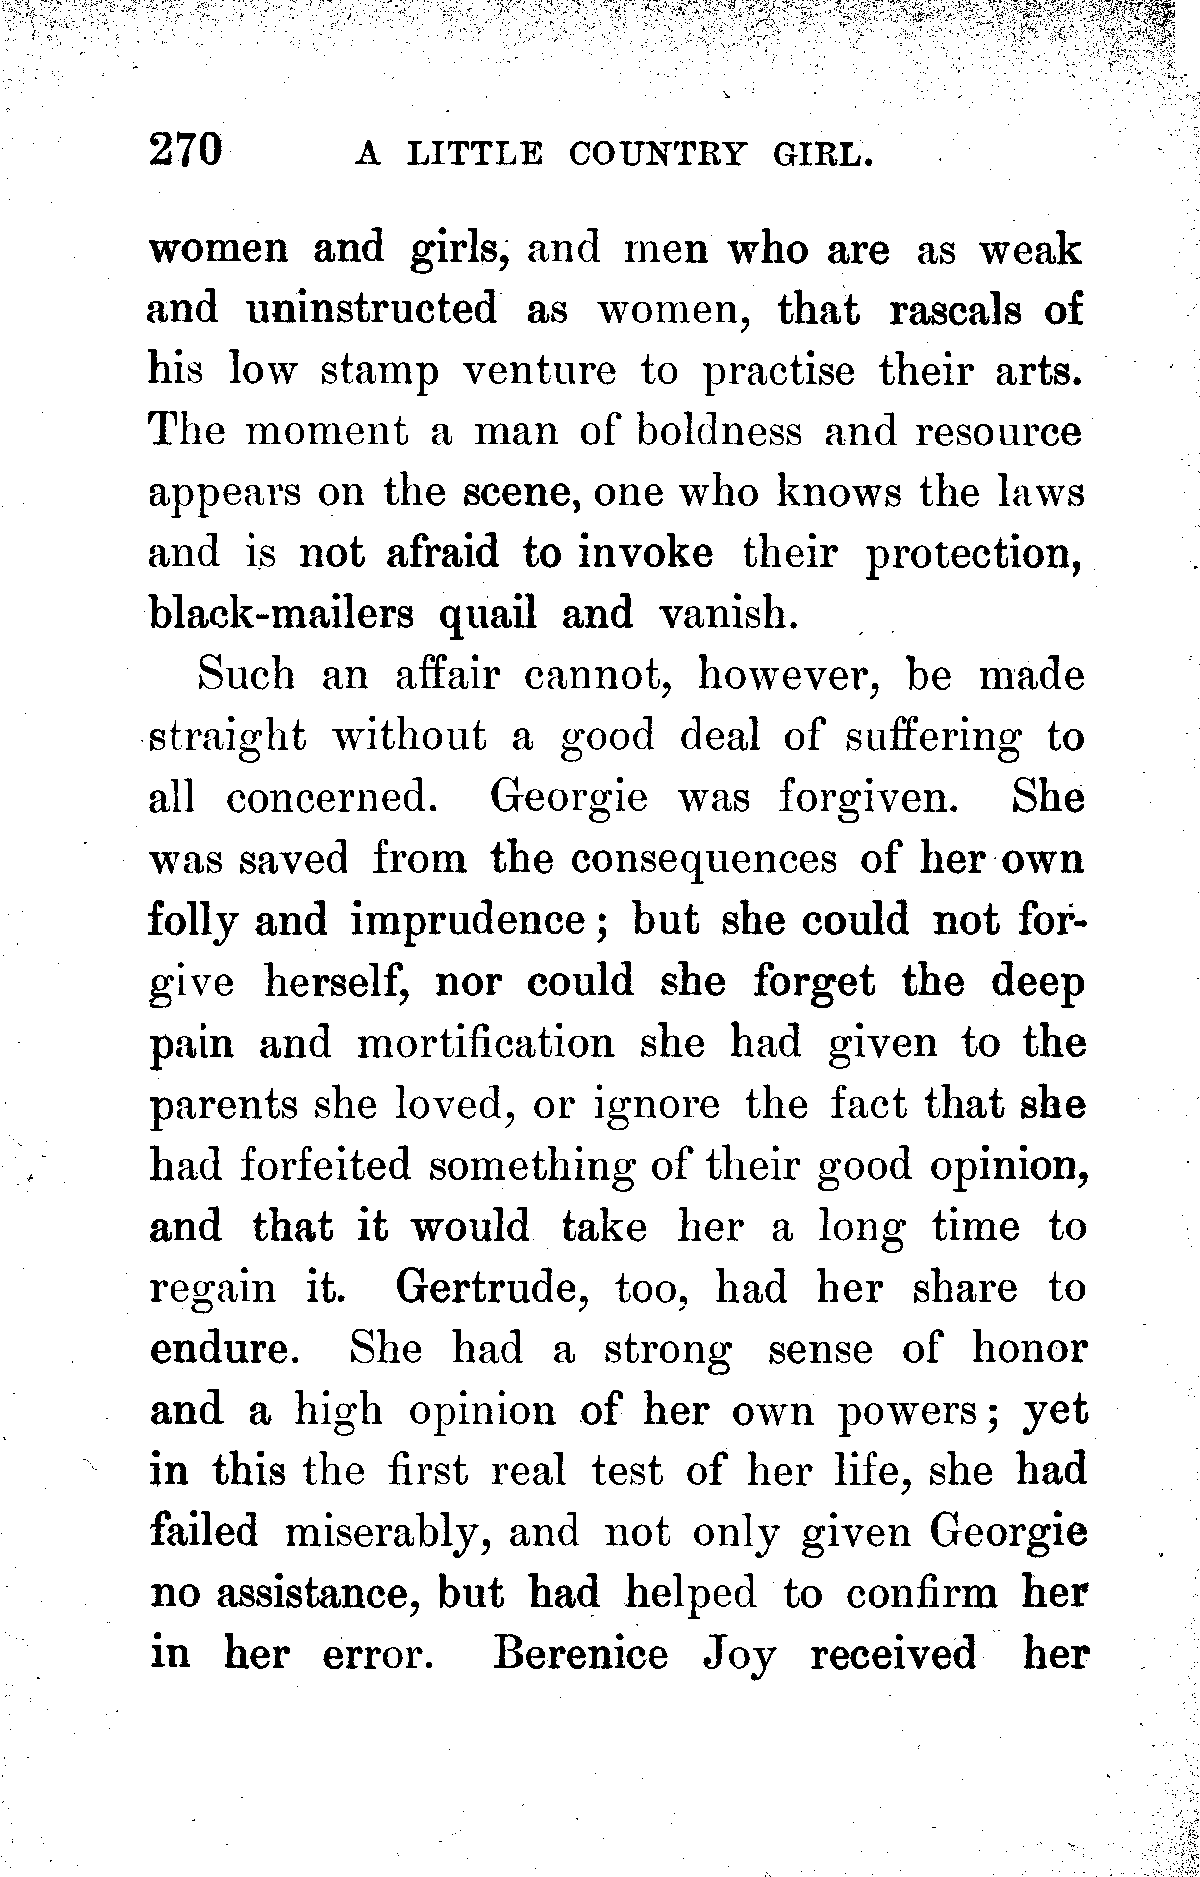 270 A LITTLE COUNTRY GIRL.
women and girls, and men who are as weak
and uninstructed as women, that rascals of
his low stamp venture to practise their arts.
The moment a man of boldness and resource
appears on the scene, one who knows the laws
and is not afraid to invoke their protection,
black-mailers quail and vanish.
Such an affair cannot, however, be made
straight without a good deal of suffering to
all concerned. Georgie was forgiven. She
was saved from the consequences of her own
folly and imprudence; but she could not for-
give herself, nor could she forget the deep
pain and mortification she had given to the
parents she loved, or ignore the fact that she
had forfeited something of their good opinion,
and that it would take her a long time to
regain it. Gertrude, too, had her share to
endure. She had a strong sense of honor
and a high opinion of her own powers; yet
in this the first real test of her life, she had
failed miserably, and not only given Georgie
no assistance, but had helped to confirm her
in her error. Berenice Joy received her